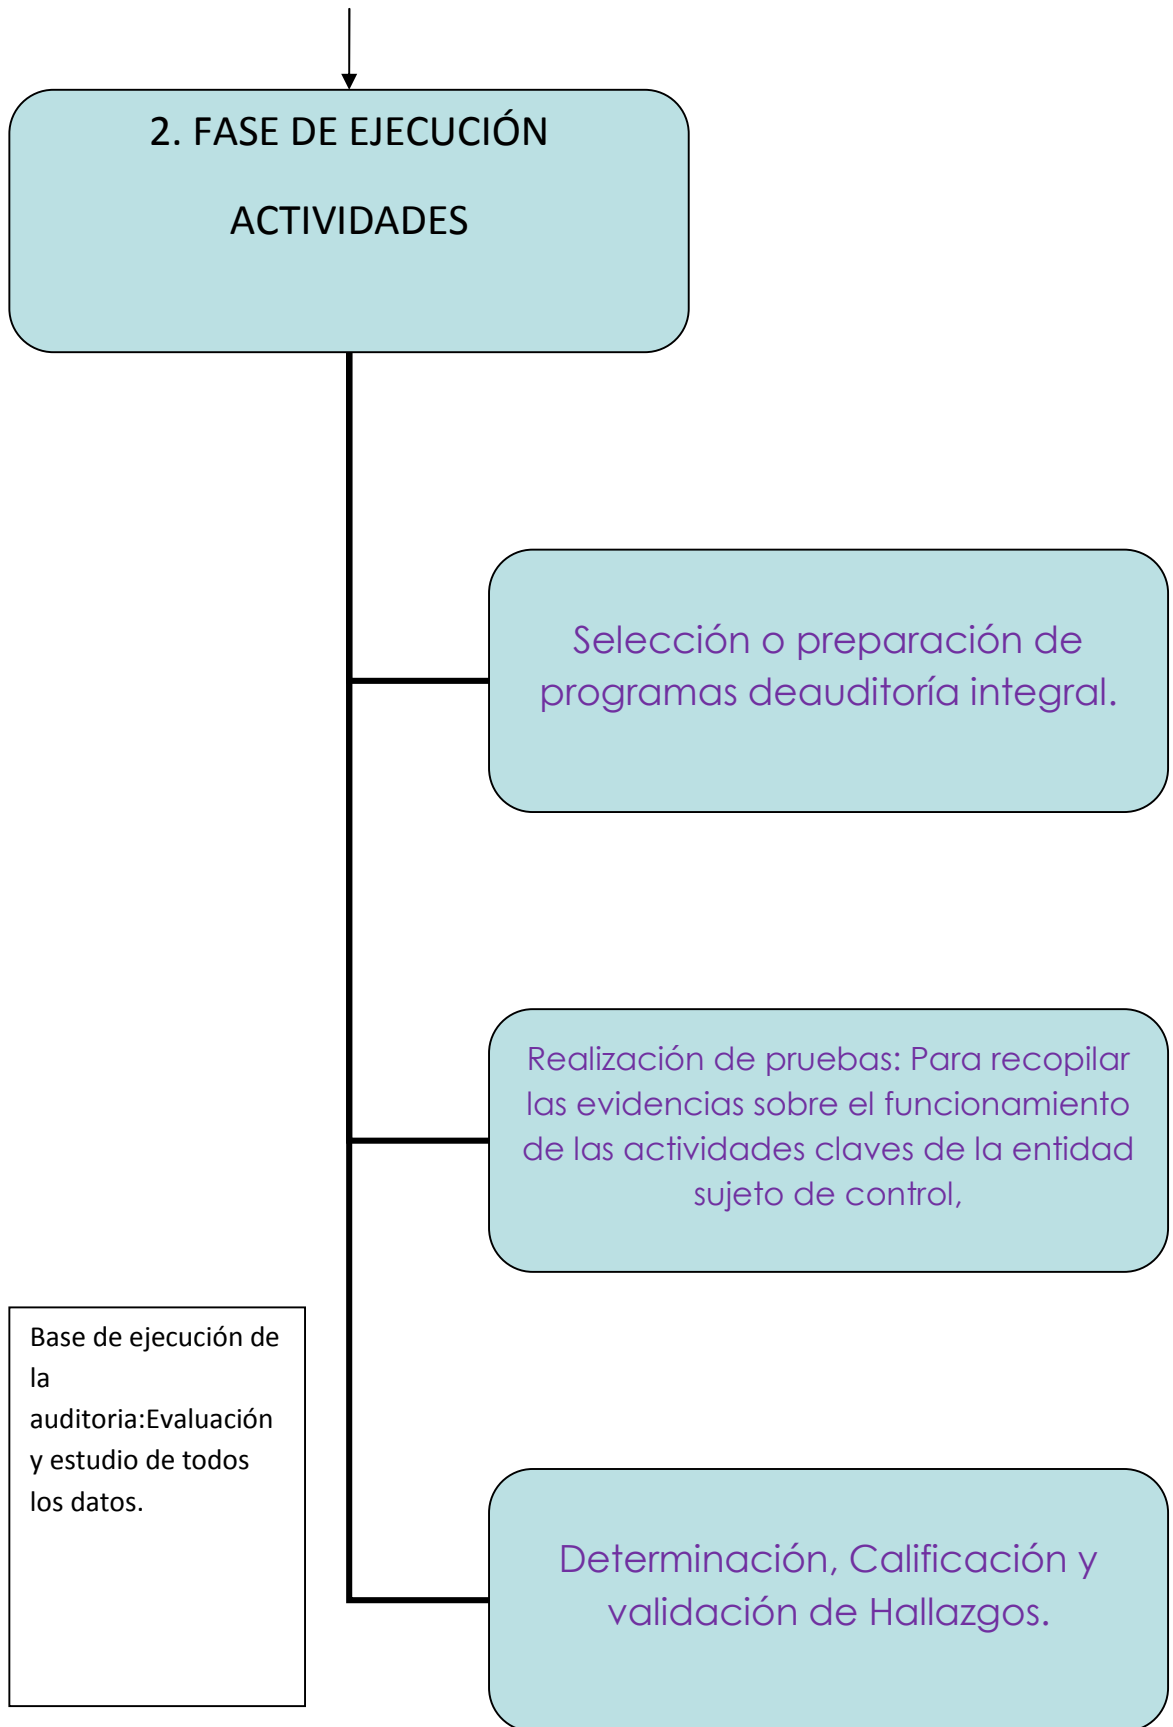 2. FASE DE EJECUCIÓN
ACTIVIDADES
Selección o preparación de
programas deauditoría integral.
Realización de pruebas: Para recopilar
las evidencias sobre el funcionamiento
de las actividades claves de la entidad
sujeto de control,
Base de ejecución de
la
auditoria:Evaluación
y estudio de todos
los datos.
Determinación, Calificación y
validación de Hallazgos.